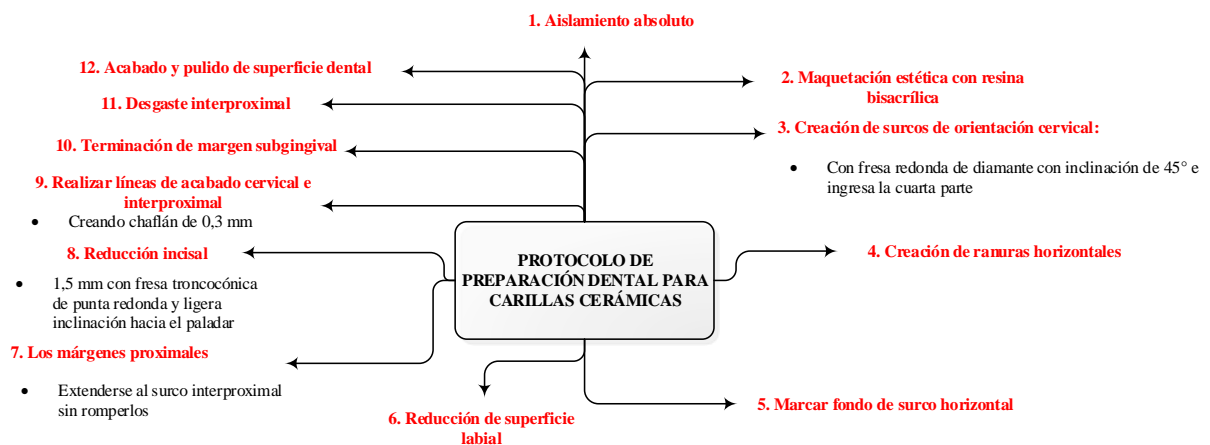 1. Aislamiento absoluto
12. Acabado y pulido de superficie dental
2. Maquetación estética con resina
bisacrílica
11. Desgaste interproximal
3. Creación de surcos de orientación cervical:
• Con fresa redonda de diamante con inclinación de 45° e
ingresa la cuarta parte
10. Terminación de margen subgingival
9. Realizar líneas de acabado cervical e
interproximal
• Creando chaflán de 0,3 mm
8. Reducción incisal
• 1,5 mm con fresa troncocónica
de punta redonda y ligera
inclinación hacia el paladar
PROTOCOLO DE
PREPARACIÓN DENTAL PARA
CARILLAS CERÁMICAS
4. Creación de ranuras horizontales
7. Los márgenes proximales
• Extenderse al surco interproximal
sin romperlos
6. Reducción de superficie
labial
5. Marcar fondo de surco horizontal